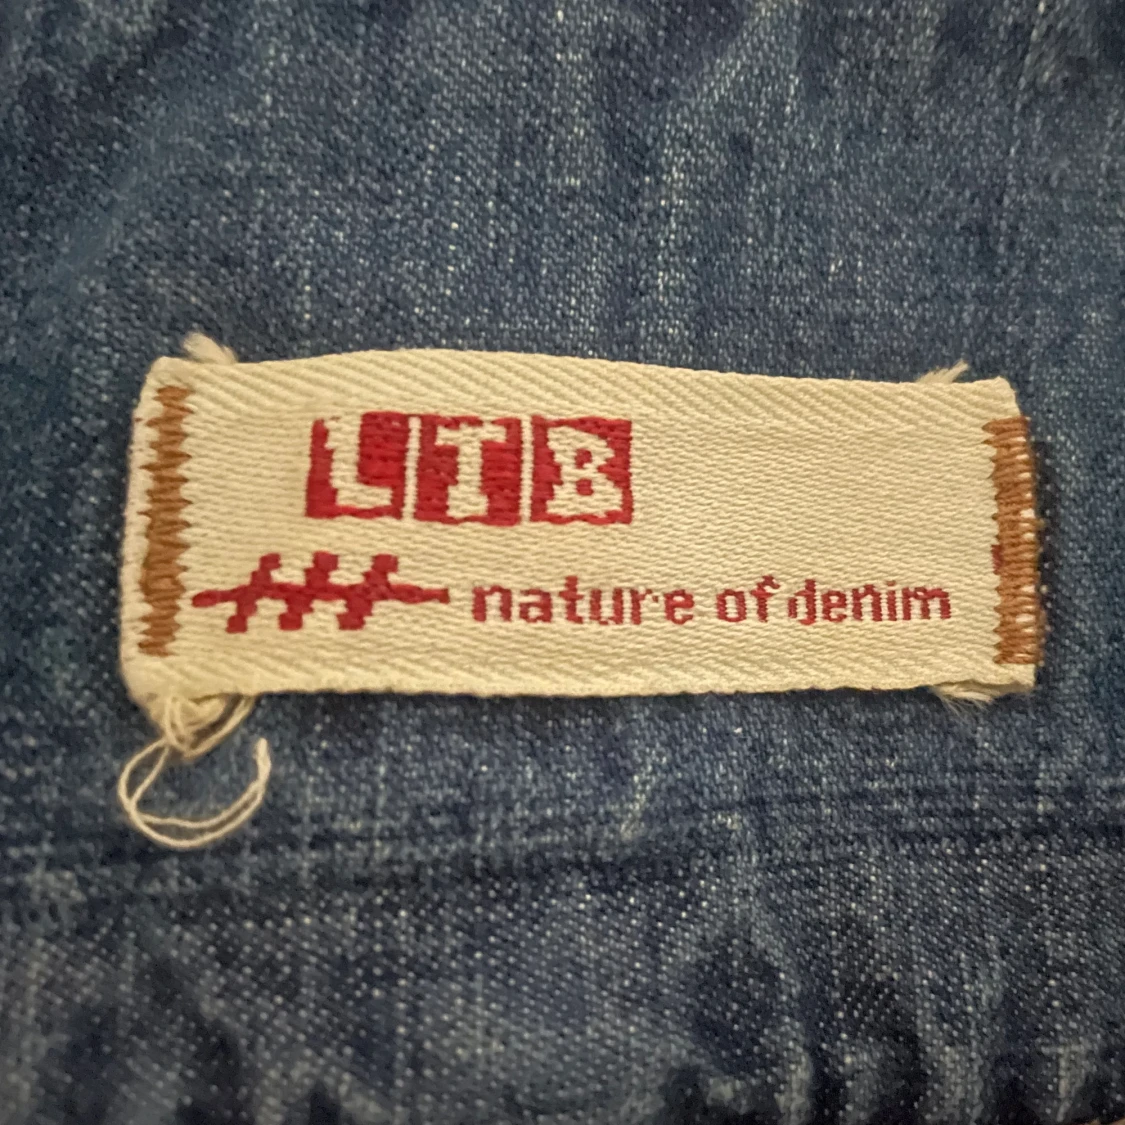 LTB
nature of denim